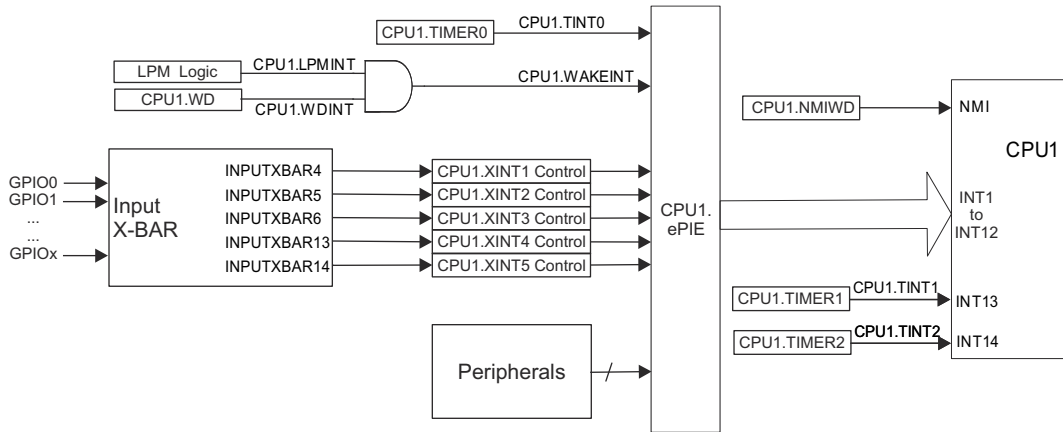 CPU1.TIMER0
CPU1.TINT0
LPM Logic
CPU1.LPMINT
CPU1.WD
CPU1.WDINT
CPU1.WAKEINT
GPIO0
GPIO1
...
...
GPIOx
Input
X-BAR
INPUTXBAR4
INPUTXBAR5
INPUTXBAR6
INPUTXBAR13
INPUTXBAR14
CPU1.XINT1 Control
CPU1.XINT2 Control
CPU1.XINT3 Control
CPU1.XINT4 Control
CPU1.XINT5 Control
Peripherals
CPU1.
ePIE
CPU1.NMIWD
NMI
CPU1
INT1
to
INT12
CPU1.TIMER1
CPU1.TINT1
INT13
CPU1.TIMER2
CPU1.TINT2
INT14